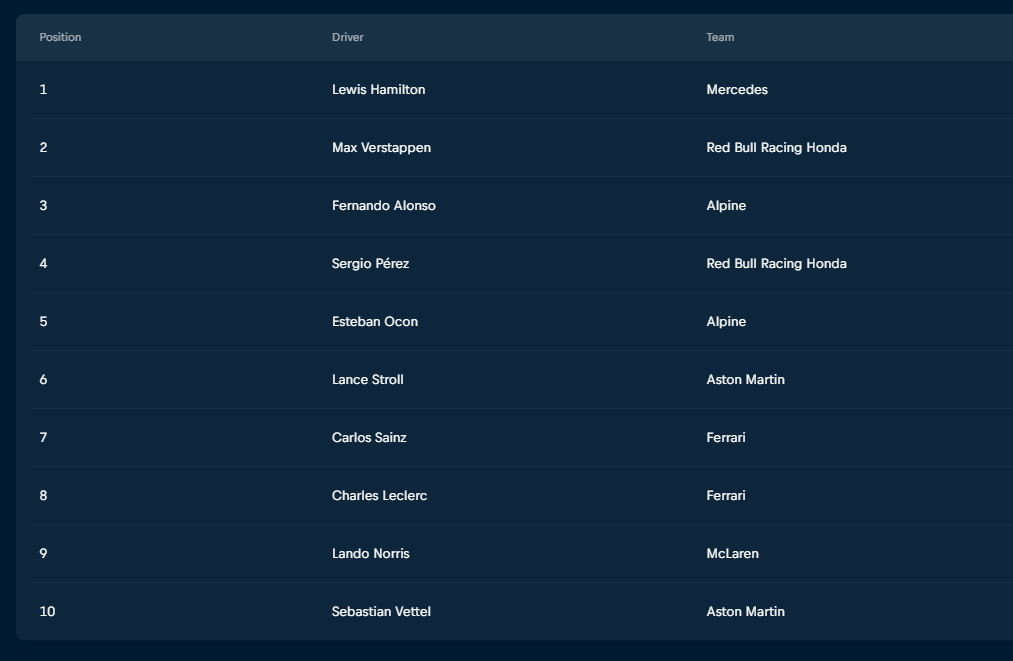 Position Driver Team
1 Lewis Hamilton Mercedes
2 Max Verstappen Red Bull Racing Honda
3 Fernando Alonso Alpine
4 Sergio Pérez Red Bull Racing Honda
5 Esteban Ocon Alpine
6 Lance Stroll Aston Martin
7 Carlos Sainz Ferrari
8 Charles Leclerc Ferrari
9 Lando Norris McLaren
10 Sebastian Vettel Aston Martin